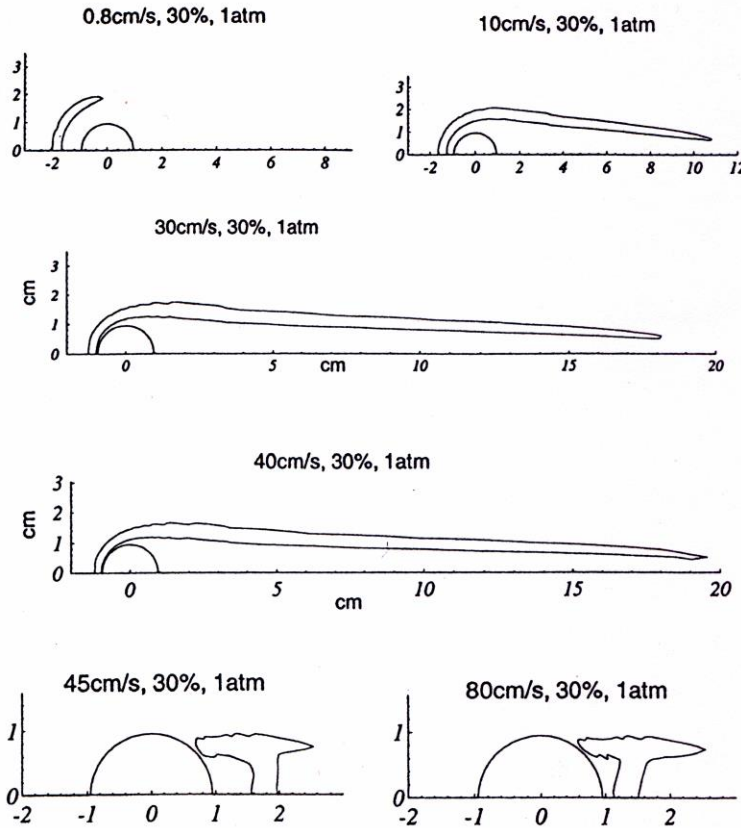 0.8cm/s, 30%, 1atm
10cm/s, 30%, 1atm
3
2
1
0
-2 0 2 4 6 8
3
2
1
0
-2 0 2 4 6 8 10 12
30cm/s, 30%, 1atm
cm
3
2
1
0
0 5 10 15 20
cm
40cm/s, 30%, 1atm
cm
3
2
1
0
0 5 10 15 20
cm
45cm/s, 30%, 1atm
80cm/s, 30%, 1atm
1
0
-2 -1 0 1 2
1
0
-2 -1 0 1 2